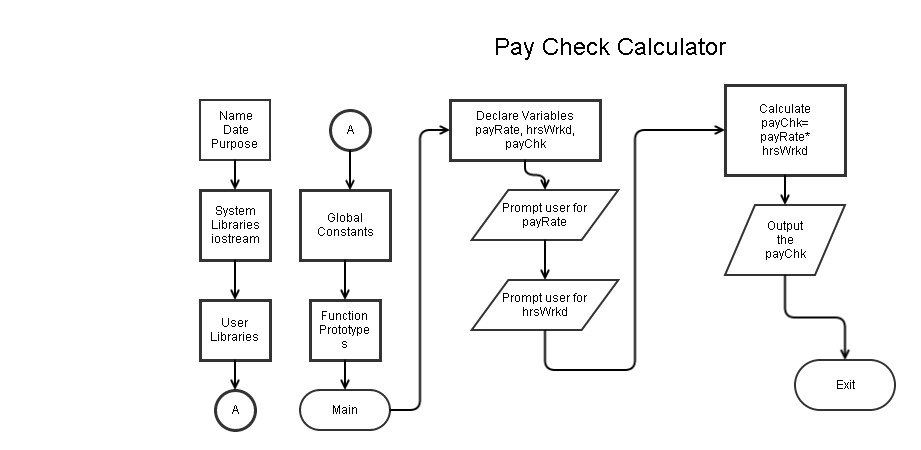 Pay Check Calculator
Name
Date
Purpose
System
Libraries
iostream
User
Libraries
A
A
Global
Constants
Function
Prototype
s
Main
Declare Variables
payRate, hrsWrkd,
payChk
Prompt user for
payRate
Prompt user for
hrsWrkd
Calculate
payChk=
payRate*
hrsWrkd
Output
the
payChk
Exit